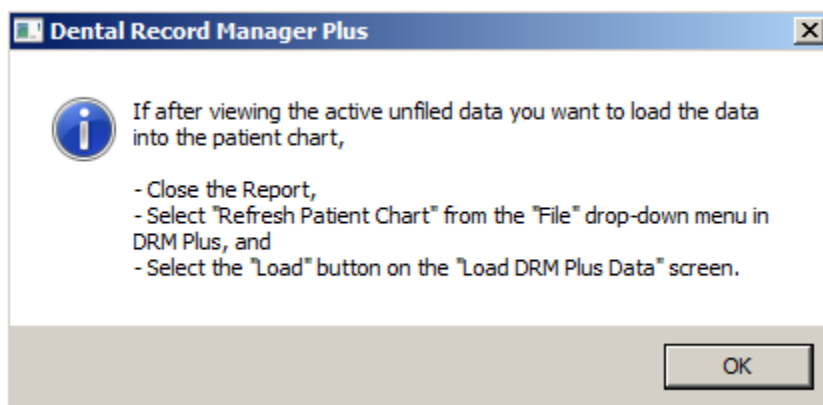 Dental Record Manager Plus
If after viewing the active unfiled data you want to load the data
into the patient chart,
- Close the Report,
- Select "Refresh Patient Chart" from the "File" drop-down menu in
DRM Plus, and
- Select the "Load" button on the "Load DRM Plus Data" screen.
OK